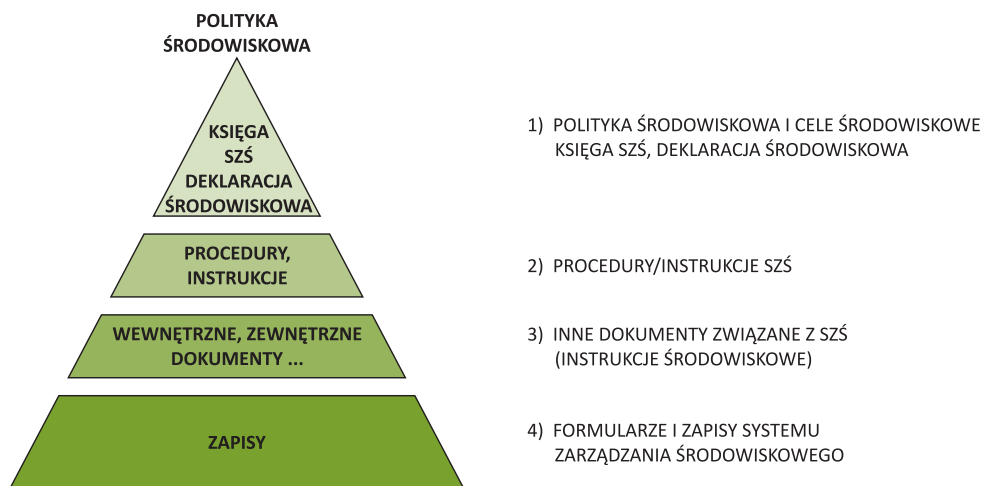 POLITYKA
ŚRODOWISKOWA
KSIĘGA
SZŚ
DEKLARACJA
ŚRODOWISKOWA
1) POLITYKA ŚRODOWISKOWA I CELE ŚRODOWISKOWE
KSIĘGA SZŚ, DEKLARACJA ŚRODOWISKOWA
PROCEDURY,
INSTRUKCJE
2) PROCEDURY/INSTRUKCJE SZŚ
WEWNĘTRZNE, ZEWNĘTRZNE
DOKUMENTY ...
3) INNE DOKUMENTY ZWIĄZANE Z SZŚ
(INSTRUKCJE ŚRODOWISKOWE)
ZAPISY
4) FORMULARZE I ZAPISY SYSTEMU
ZARZĄDZANIA ŚRODOWISKOWEGO